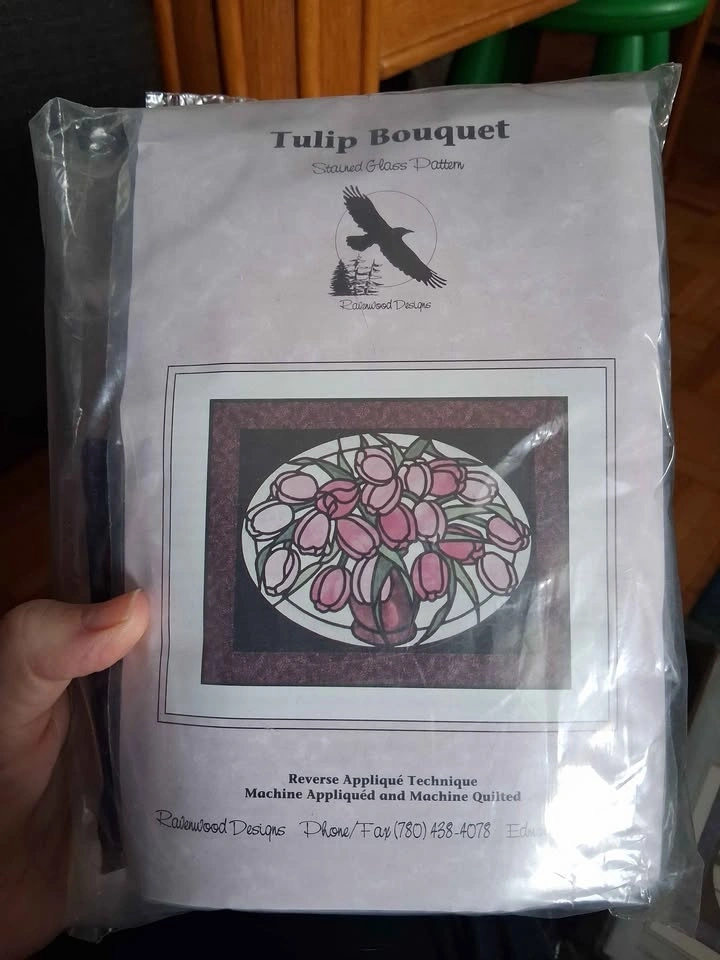 Tulip Bouquet
Stained Glass Pattern
Ravenwood Designs
Reverse Appliqué Technique
Machine Appliquéd and Machine Quilted
Ravenwood Designs Phone/Fax (780) 438-4078